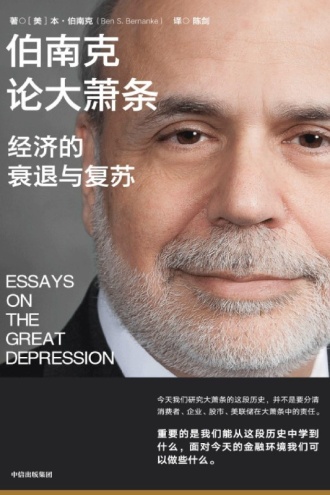 著◎［美］本·伯南克（Ben S. Bernanke） 译◎ 陈剑
伯南克
论大萧条
经济的
衰退与复苏
ESSAYS
ON
THE
GREAT
DEPRESSION
今天我们研究大萧条的这段历史，并不是要分清
消费者、企业、股市、美联储在大萧条中的责任。
重要的是我们能从这段历史中学到
什么，面对今天的金融环境我们可
以做些什么。
中信出版集团